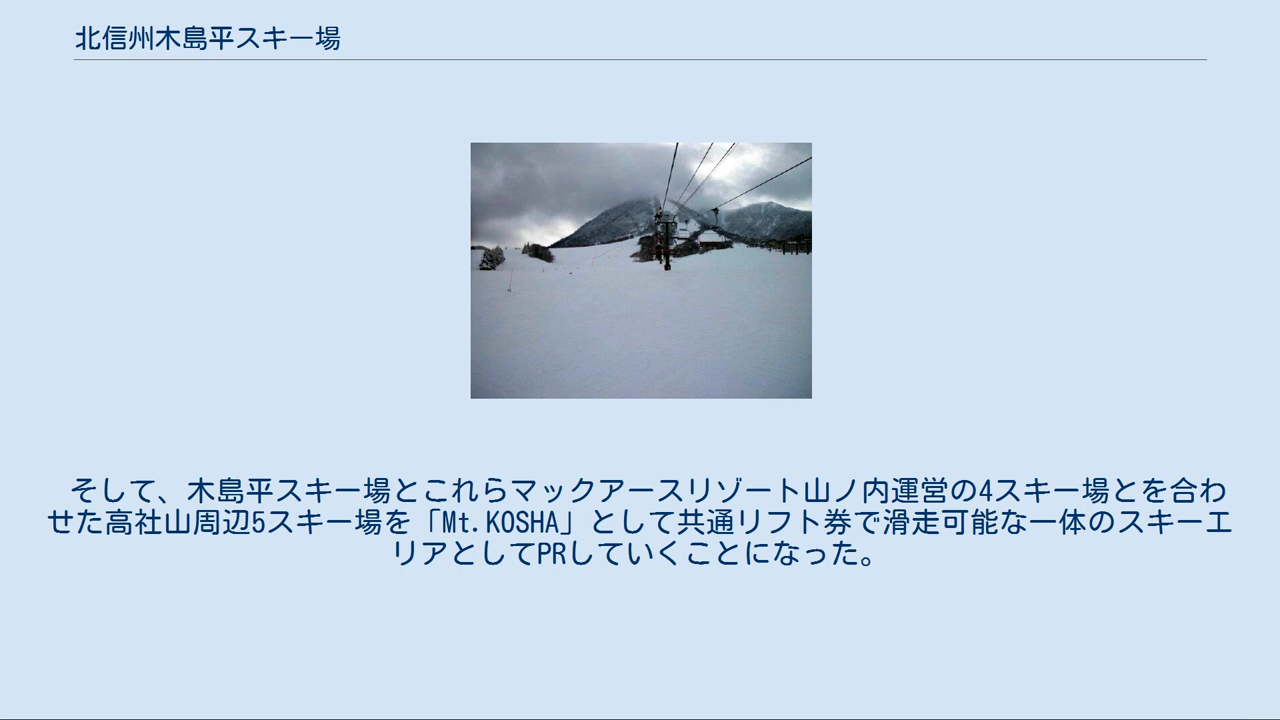 北信州木島平スキー場
そして、木島平スキー場とこれらマックアースリゾート山ノ内運営の4スキー場とを合わ
せた高社山周辺5スキー場を「Mt.KOSHA」として共通リフト券で滑走可能な一体のスキーエ
リアとしてPRしていくことになった。